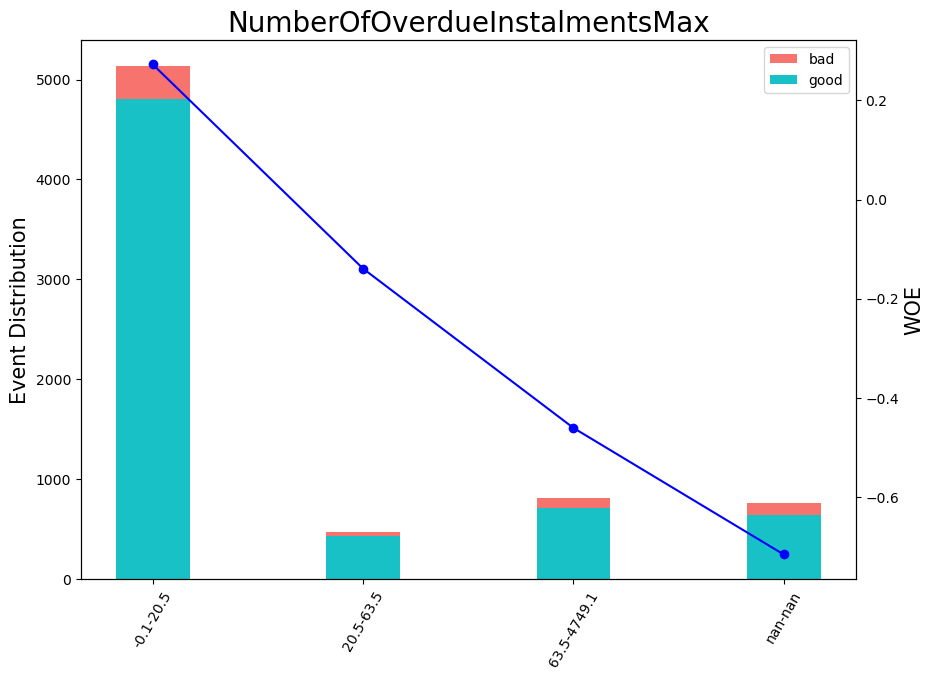 NumberOfOverdueInstalmentsMax
bad
good
Event Distribution
5000
4000
3000
2000
1000
0
0.2
0.0
−0.2
−0.4
−0.6
WOE
-0.1-20.5
20.5-63.5
63.5-4749.1
nan-nan